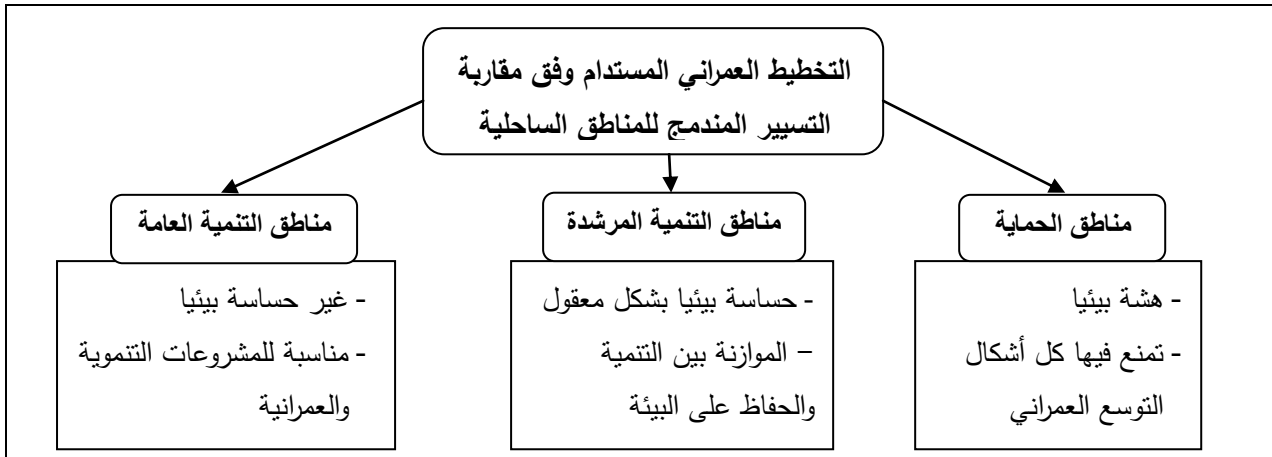 التخطيط العمراني المستدام وفق مقاربة
التسيير المندمج للمناطق الساحلية
مناطق الحماية
- هشة بيئيا
- تمنع فيها كل أشكال
التوسع العمراني
مناطق التنمية المرشدة
- حساسة بيئيا بشكل معقول
– الموازنة بين التنمية
والحفاظ على البيئة
مناطق التنمية العامة
- غير حساسة بيئيا
- مناسبة للمشروعات التنموية
والعمرانية